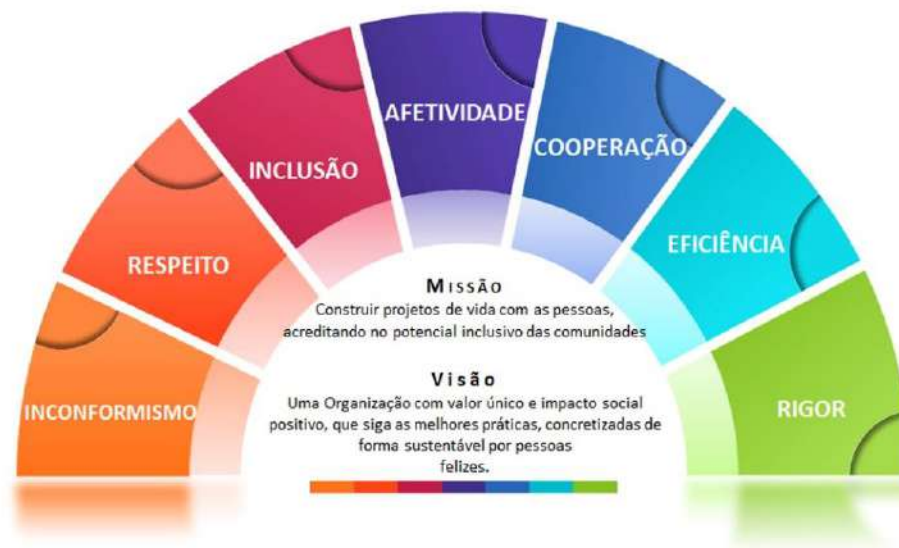 INCONFORMISMO
RESPEITO
INCLUSÃO
AFETIVIDADE
COOPERAÇÃO
EFICIÊNCIA
RIGOR
MISSÃO
Construir projetos de vida com as pessoas,
acreditando no potencial inclusivo das comunidades
Visão
Uma Organização com valor único e impacto social
positivo, que siga as melhores práticas, concretizadas de
forma sustentável por pessoas
felizes.